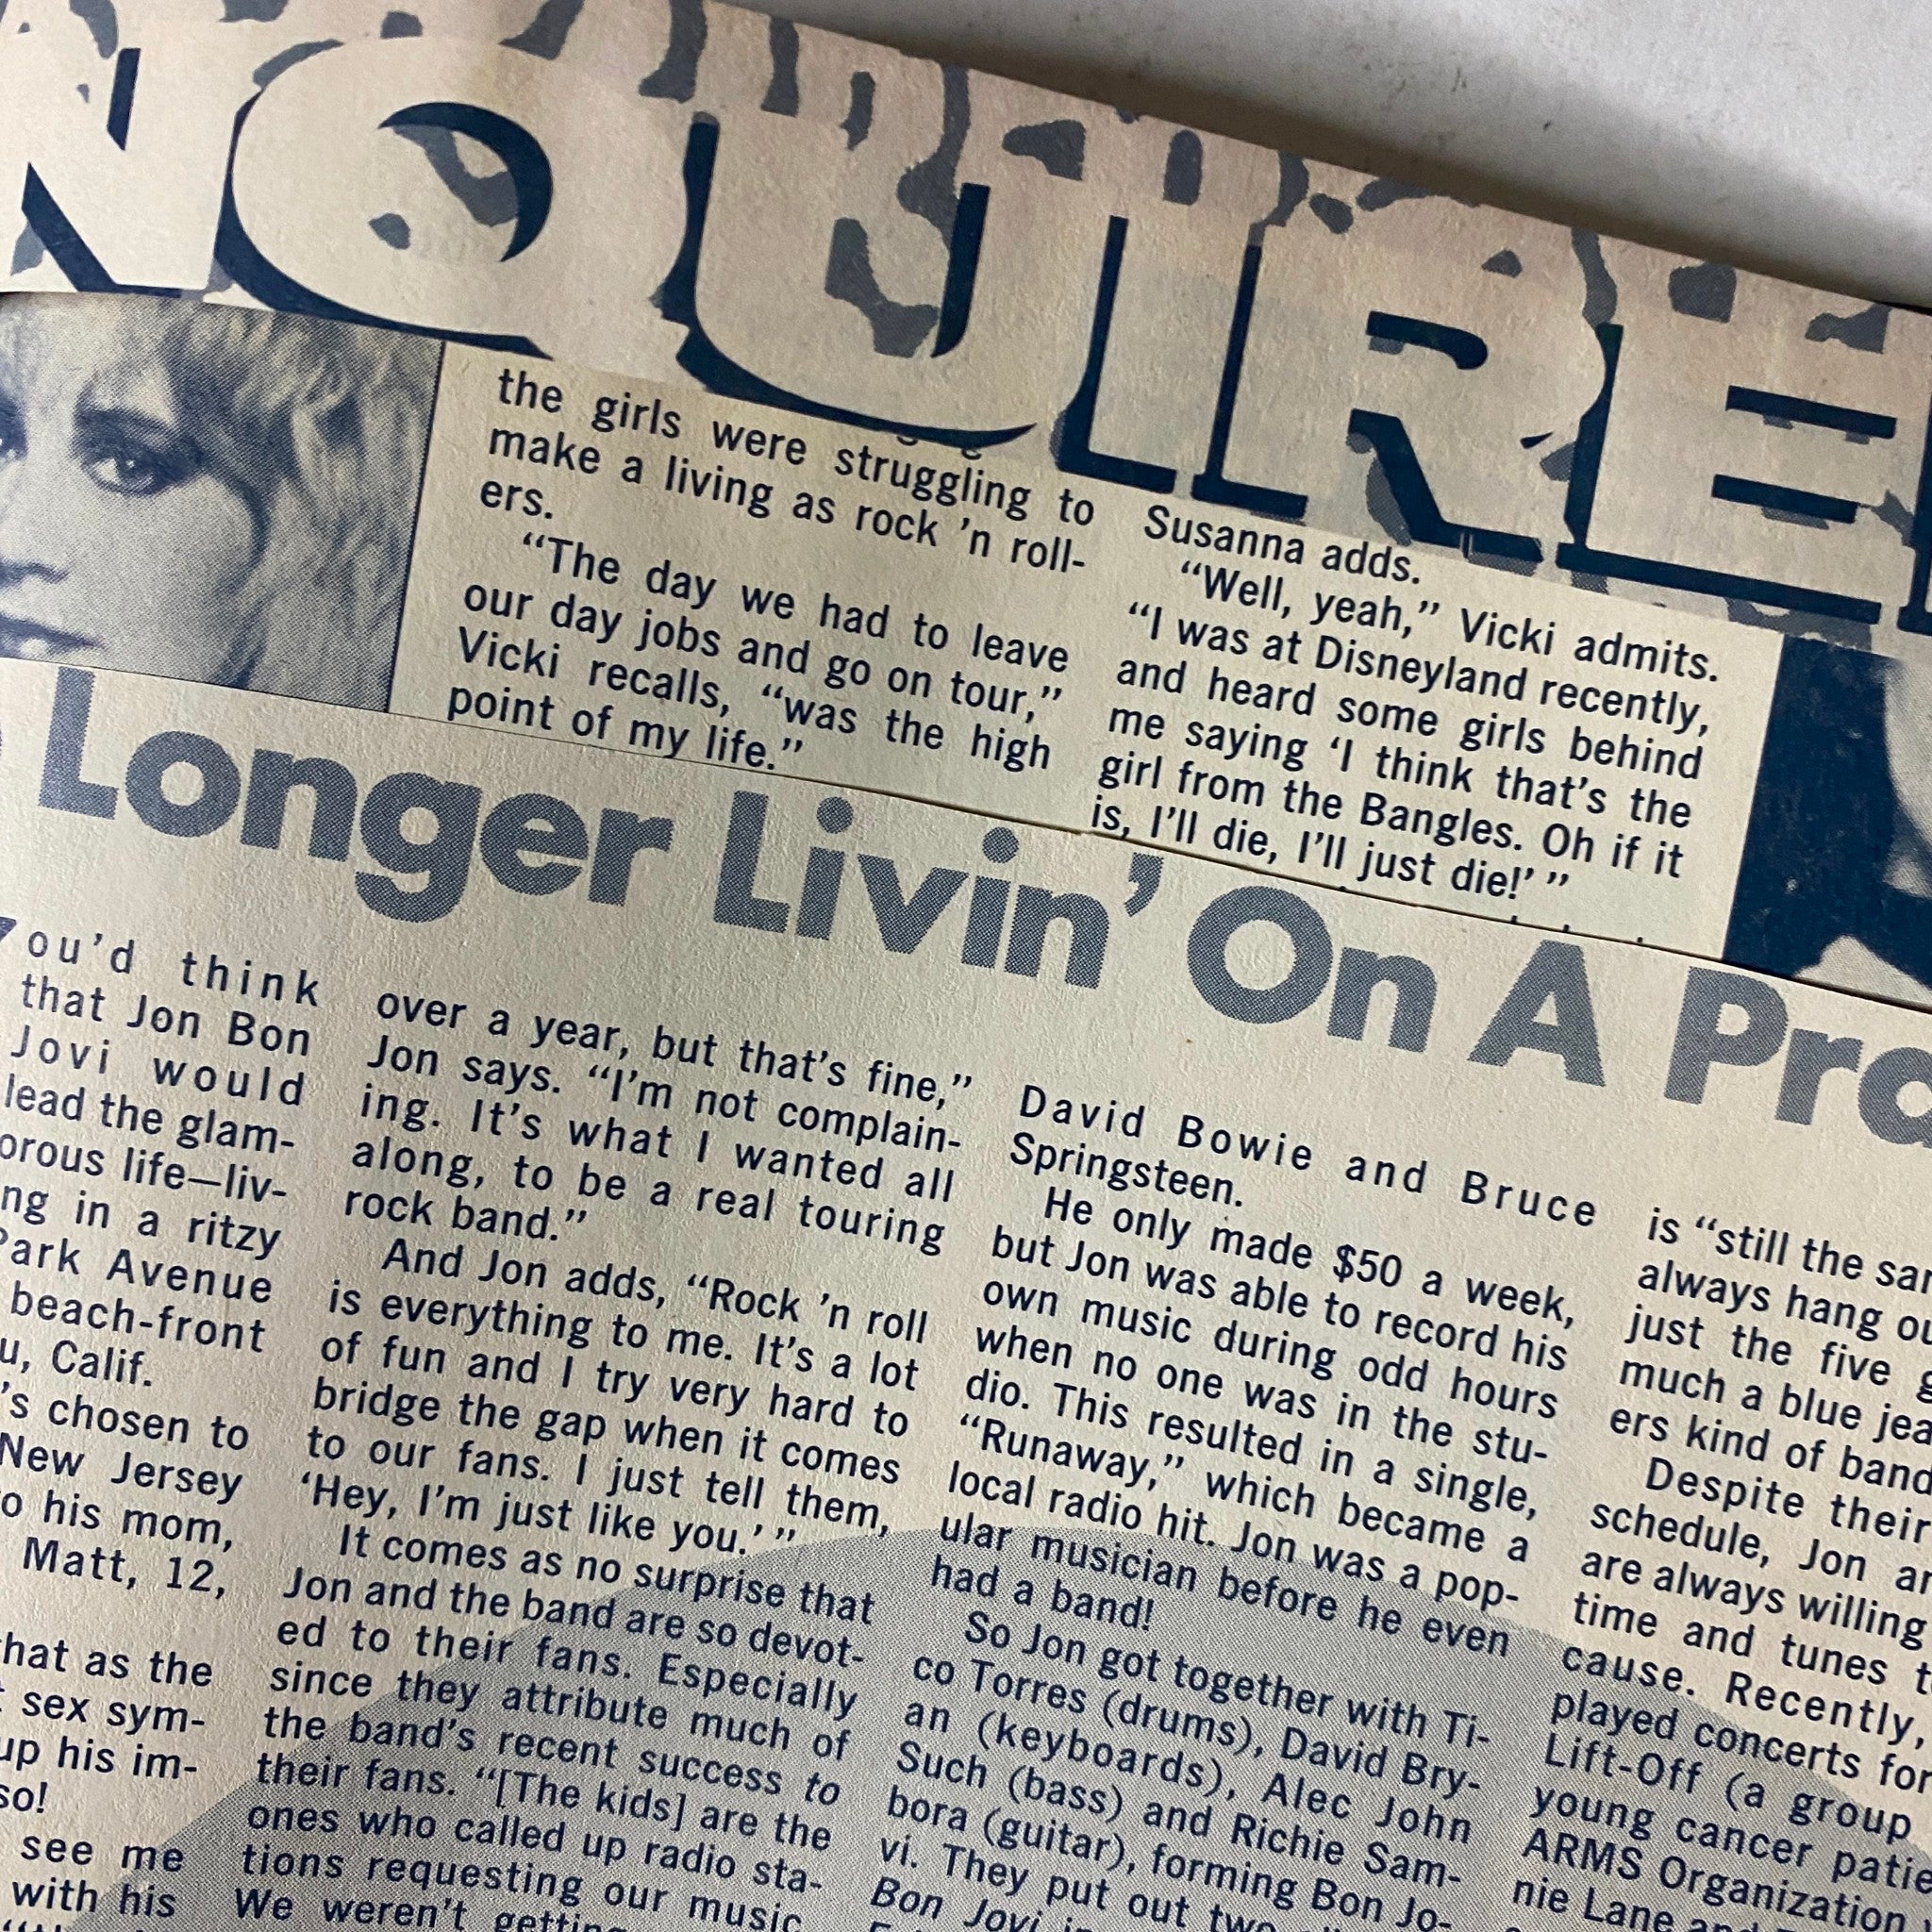 NQUIRE
the girls were struggling to
make a living as rock 'n roll-
ers.
“The day we had to leave
our day jobs and go on tour,”
Vicki recalls, “was the high
point of my life.”
Susanna adds.
“Well, yeah,” Vicki admits.
“I was at Disneyland recently,
and heard some girls behind
me saying ‘I think that’s the
girl from the Bangles. Oh if it
is, I’ll die, I’ll just die!’ ”
Longer Livin’ On A Pra
ou’d think
that Jon Bon
Jovi would
lead the glam-
orous life—liv-
ng in a ritzy
Park Avenue
beach-front
u, Calif.
’s chosen to
New Jersey
o his mom,
Matt, 12,
hat as the
sex sym-
up his im-
so!
see me
with his
over a year, but that’s fine,”
Jon says. “I’m not complain-
ing. It’s what I wanted all
along, to be a real touring
rock band.”
And Jon adds, “Rock ’n roll
is everything to me. It’s a lot
of fun and I try very hard to
bridge the gap when it comes
to our fans. I just tell them,
‘Hey, I’m just like you.’ ”
It comes as no surprise that
Jon and the band are so devot-
ed to their fans. Especially
since they attribute much of
the band’s recent success to
their fans. “[The kids] are the
ones who called up radio sta-
tions requesting our music.
We weren’t getting
David Bowie and Bruce
Springsteen.
He only made $50 a week,
but Jon was able to record his
own music during odd hours
when no one was in the stu-
dio. This resulted in a single,
“Runaway,” which became a
local radio hit. Jon was a pop-
ular musician before he even
had a band!
So Jon got together with Ti-
co Torres (drums), David Bry-
an (keyboards), Alec John
Such (bass) and Richie Sam-
bora (guitar), forming Bon Jo-
vi. They put out two
Bon Jovi
is “still the sam
always hang ou
just the five g
much a blue jea
ers kind of band
Despite their
schedule, Jon an
are always willing
time and tunes t
cause. Recently,
played concerts for
Lift-Off (a group
young cancer patie
ARMS Organization
nie Lane